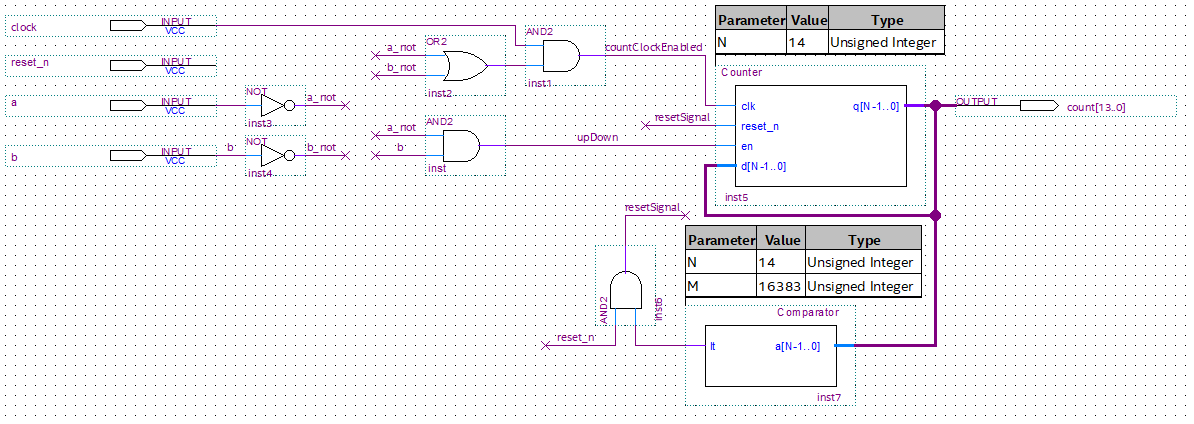 clock
INPUT
VCC
reset_n
INPUT
VCC
a
INPUT
VCC
NOT
a_not
inst3
b
INPUT
VCC
b
NOT
b_not
inst4
a_not
b_not
OR2
inst2
AND2
inst1
countClockEnabled
a_not
b
AND2
inst
upDown
Parameter Value Type
N 14 Unsigned Integer
Counter
clk q[N-1..0]
reset_n
en
d[N-1..0]
inst5
resetSignal
OUTPUT
count[13..0]
resetSignal
AND2
inst6
reset_n
Parameter Value Type
N 14 Unsigned Integer
M 16383 Unsigned Integer
Comparator
lt a[N-1..0]
inst7